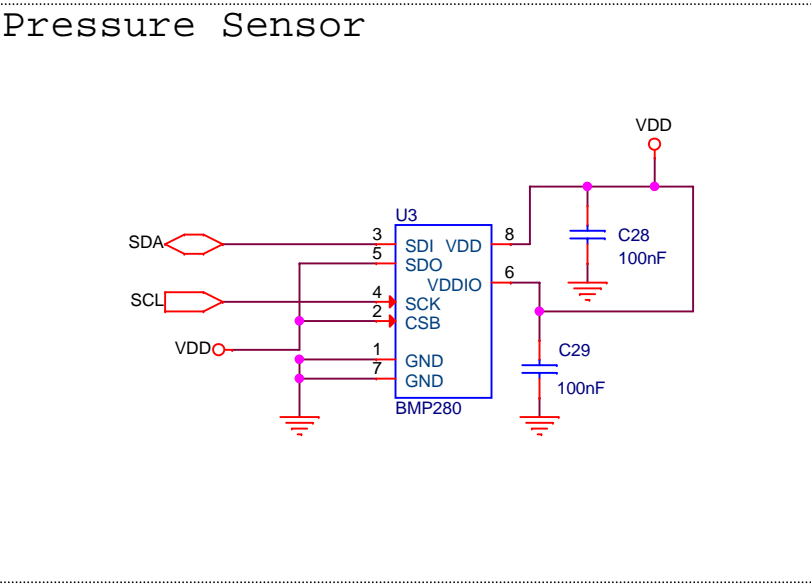 Pressure Sensor
VDD
U3
SDA
3
SDI
VDD
8
C28
100nF
5
SDO
6
VDDIO
SCL
4
SCK
2
CSB
VDD
1
GND
C29
7
GND
100nF
BMP280